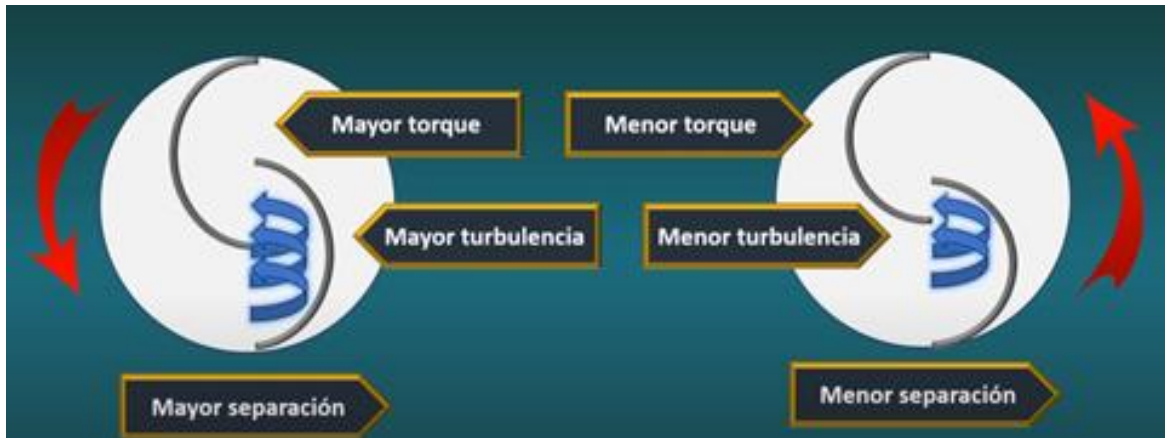 Mayor torque
Menor torque
Mayor turbulencia
Menor turbulencia
Mayor separación
Menor separación